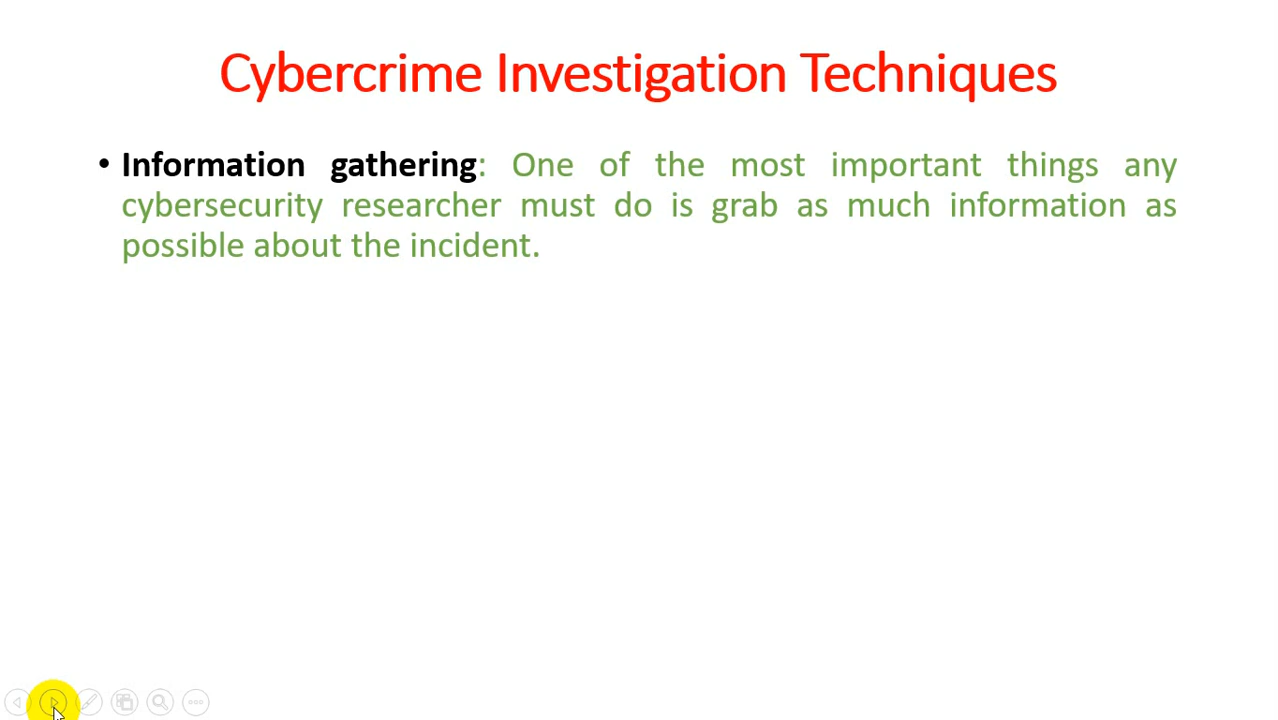 Cybercrime Investigation Techniques
• Information gathering: One of the most important things any
cybersecurity researcher must do is grab as much information as
possible about the incident.